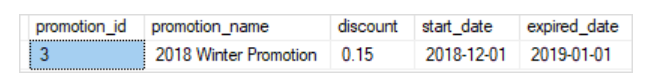 promotion_id promotion_name discount start_date expired_date
3 2018 Winter Promotion 0.15 2018-12-01 2019-01-01